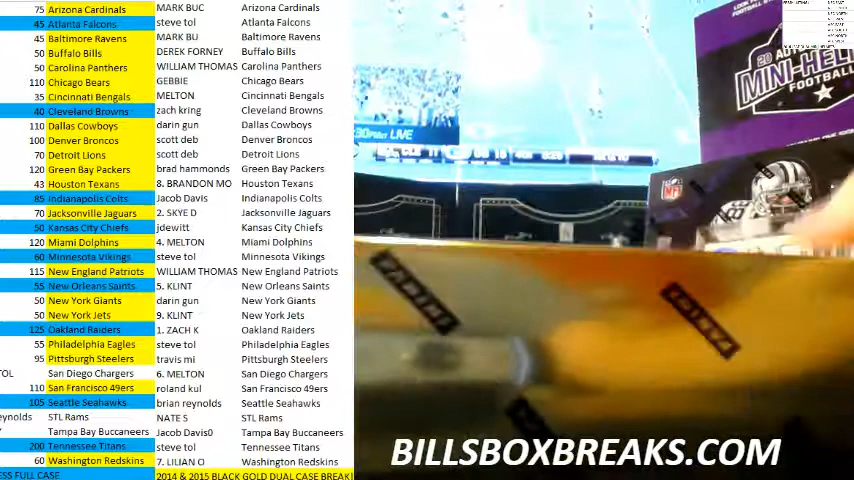 75 Arizona Cardinals MARK BUC Arizona Cardinals
45 Atlanta Falcons steve tol Atlanta Falcons
45 Baltimore Ravens MARK BU Baltimore Ravens
50 Buffalo Bills DEREK FORNEY Buffalo Bills
50 Carolina Panthers WILLIAM THOMAS Carolina Panthers
110 Chicago Bears GEBBIE Chicago Bears
35 Cincinnati Bengals MELTON Cincinnati Bengals
40 Cleveland Browns zach kring Cleveland Browns
110 Dallas Cowboys darin gun Dallas Cowboys
100 Denver Broncos scott deb Denver Broncos
70 Detroit Lions scott deb Detroit Lions
120 Green Bay Packers brad hammonds Green Bay Packers
43 Houston Texans 8. BRANDON MO Houston Texans
85 Indianapolis Colts Jacob Davis Indianapolis Colts
70 Jacksonville Jaguars 2. SKYE D Jacksonville Jaguars
50 Kansas City Chiefs jdewitt Kansas City Chiefs
120 Miami Dolphins 4. MELTON Miami Dolphins
60 Minnesota Vikings steve tol Minnesota Vikings
115 New England Patriots WILLIAM THOMAS New England Patriots
55 New Orleans Saints 5. KLINT New Orleans Saints
50 New York Giants darin gun New York Giants
50 New York Jets 9. KLINT New York Jets
125 Oakland Raiders 1. ZACH K Oakland Raiders
55 Philadelphia Eagles steve tol Philadelphia Eagles
95 Pittsburgh Steelers travis mi Pittsburgh Steelers
TOL San Diego Chargers 6. MELTON San Diego Chargers
110 San Francisco 49ers roland kul San Francisco 49ers
105 Seattle Seahawks brian reynolds Seattle Seahawks
eynolds STL Rams NATE S STL Rams
Tampa Bay Buccaneers Jacob Davis0 Tampa Bay Buccaneers
200 Tennessee Titans steve tol Tennessee Titans
60 Washington Redskins 7. LILIAN O Washington Redskins
ESS FULL CASE 2014 & 2015 BLACK GOLD DUAL CASE BREAK
LIVE
MINI-HEL
FOOTBALL
NFL
PANINI
PANINI
BILLSBOXBREAKS.COM